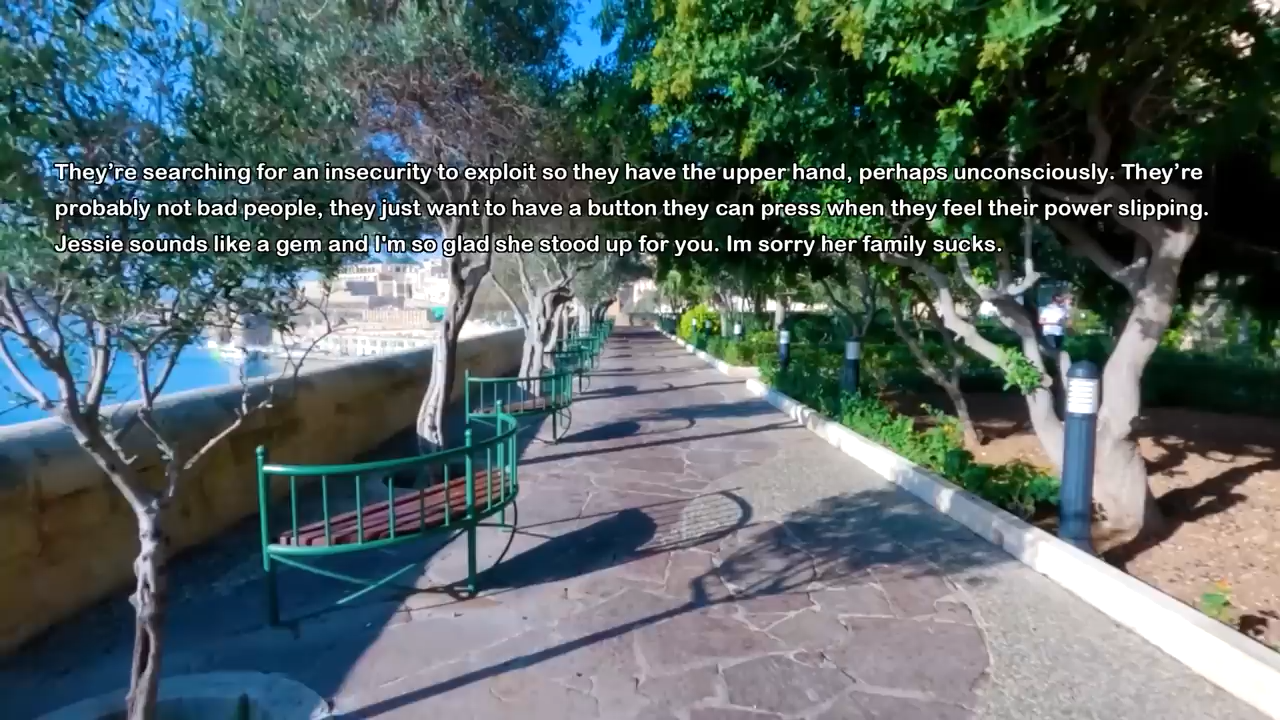 They’re searching for an insecurity to exploit so they have the upper hand, perhaps unconsciously. They’re
probably not bad people, they just want to have a button they can press when they feel their power slipping.
Jessie sounds like a gem and I'm so glad she stood up for you. Im sorry her family sucks.